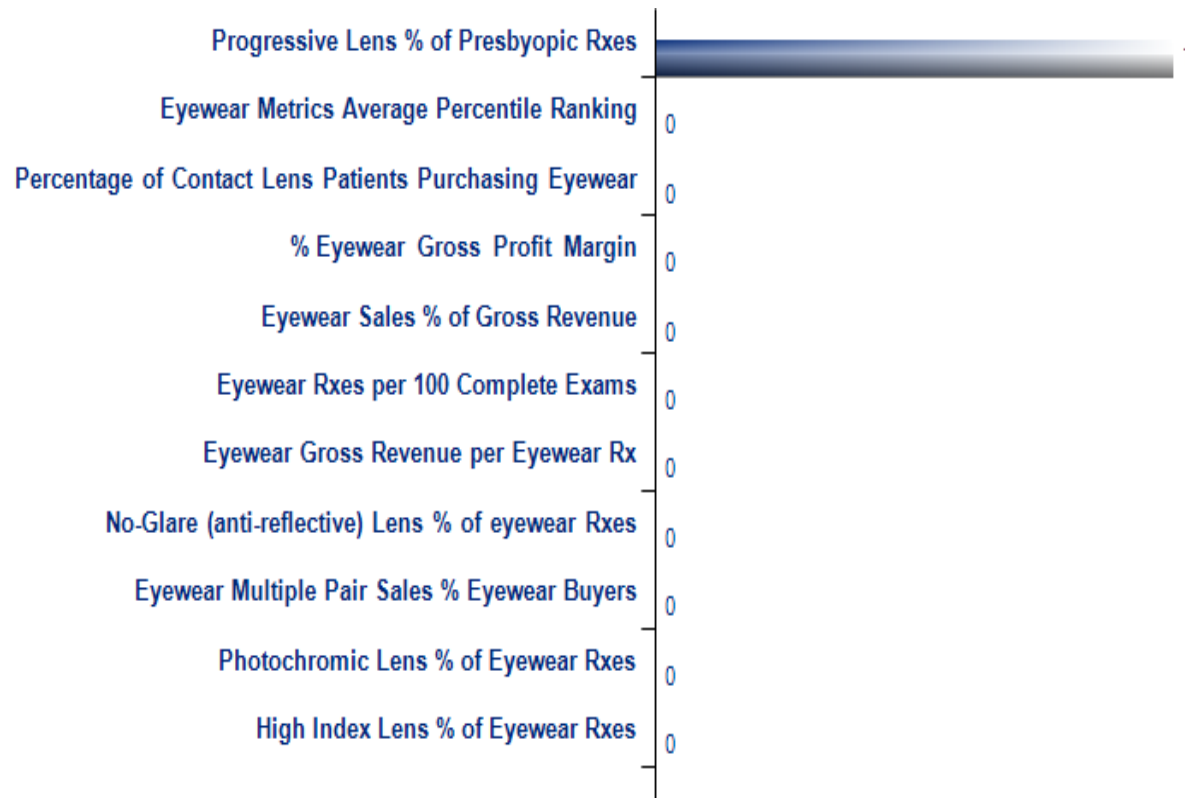 Progressive Lens % of Presbyopic Rxes
Eyewear Metrics Average Percentile Ranking
0
Percentage of Contact Lens Patients Purchasing Eyewear
0
% Eyewear Gross Profit Margin
0
Eyewear Sales % of Gross Revenue
0
Eyewear Rxes per 100 Complete Exams
0
Eyewear Gross Revenue per Eyewear Rx
0
No-Glare (anti-reflective) Lens % of eyewear Rxes
0
Eyewear Multiple Pair Sales % Eyewear Buyers
0
Photochromic Lens % of Eyewear Rxes
0
High Index Lens % of Eyewear Rxes
0